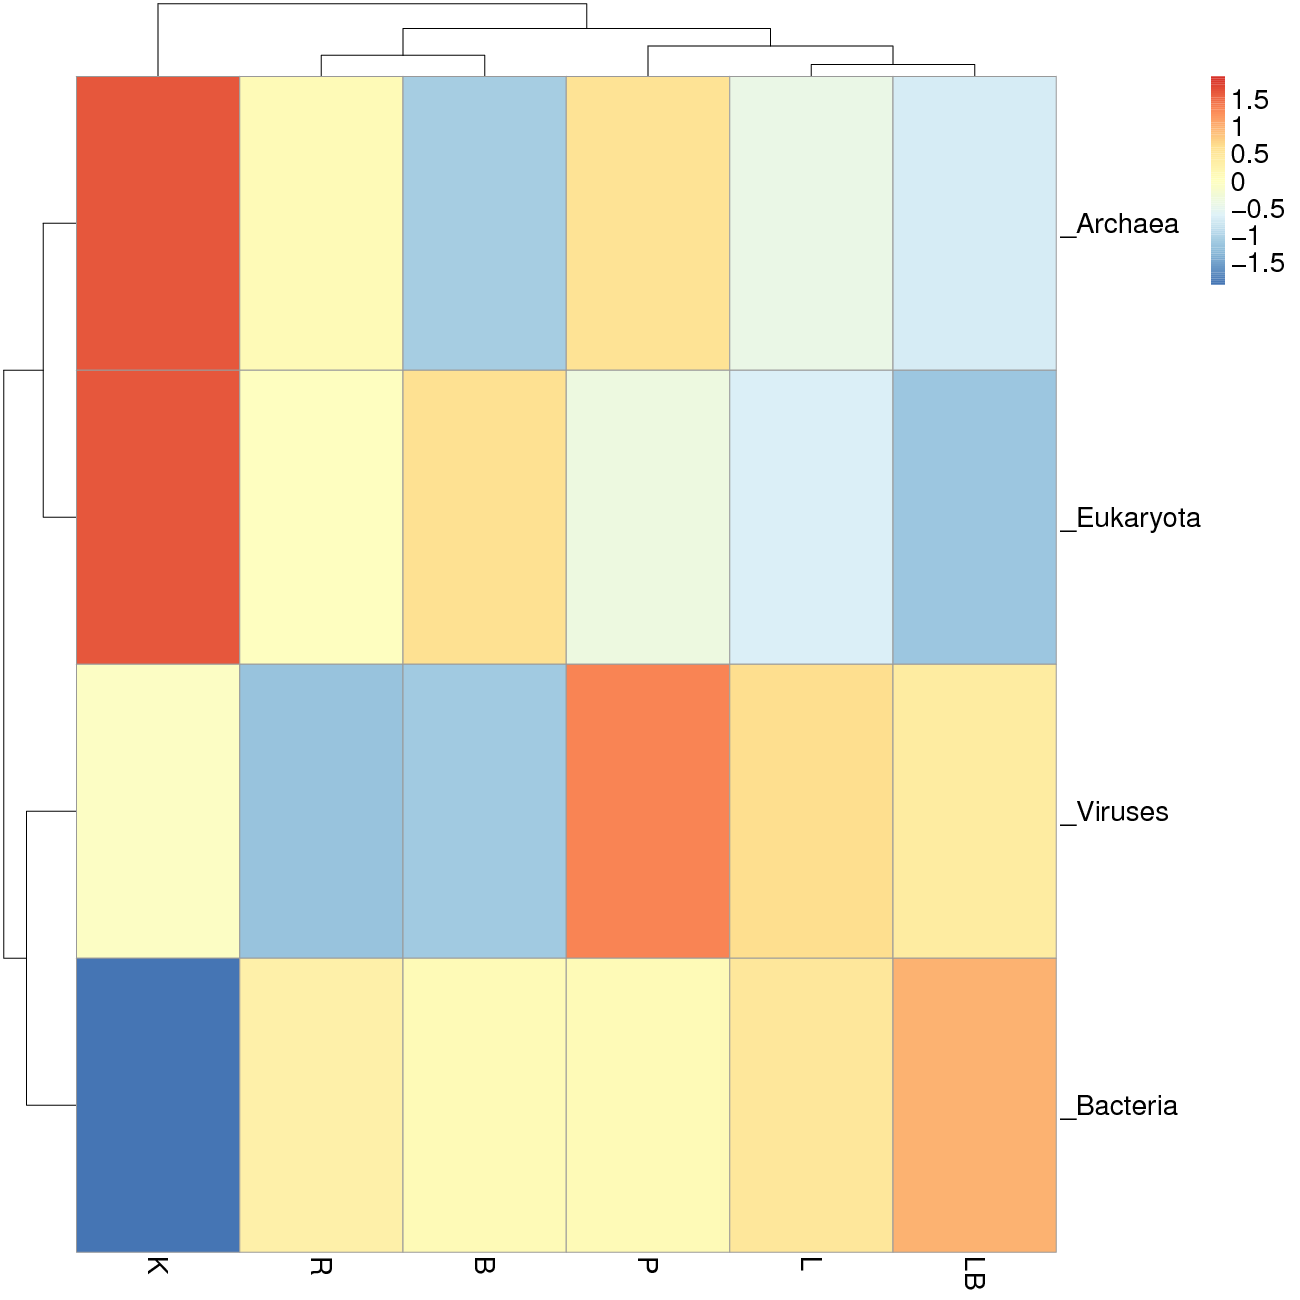 1.5
1
0.5
0
−0.5
−1
−1.5
_Archaea
_Eukaryota
_Viruses
_Bacteria
K
R
B
P
L
LB